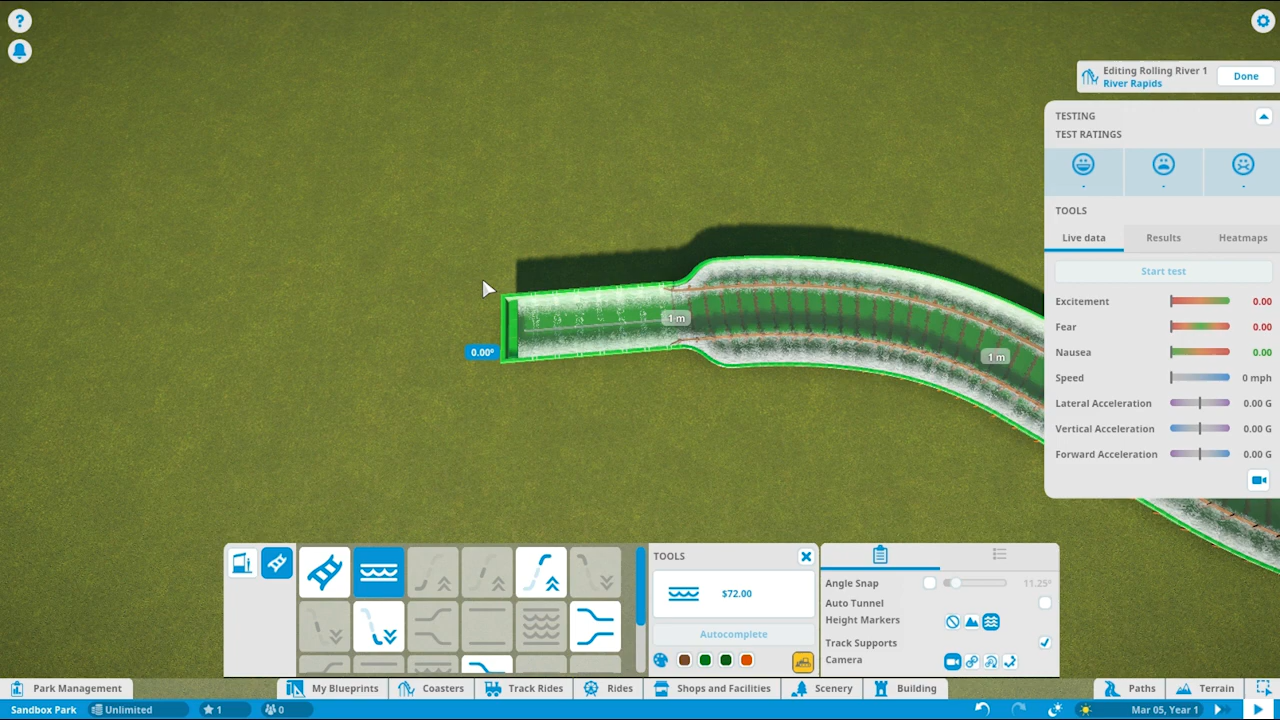 ?
Editing Rolling River 1
River Rapids
Done
TESTING
TEST RATINGS
- - -
TOOLS
Live data Results Heatmaps
Start test
Excitement 0.00
Fear 0.00
Nausea 0.00
Speed 0 mph
Lateral Acceleration 0.00 G
Vertical Acceleration 0.00 G
Forward Acceleration 0.00 G
1 m
0.00º
1 m
TOOLS
$72.00
Autocomplete
Angle Snap 11.25º
Auto Tunnel
Height Markers
Track Supports
Camera
Park Management My Blueprints Coasters Track Rides Rides Shops and Facilities Scenery Building Paths Terrain
Sandbox Park Unlimited 1 0 Mar 05, Year 1